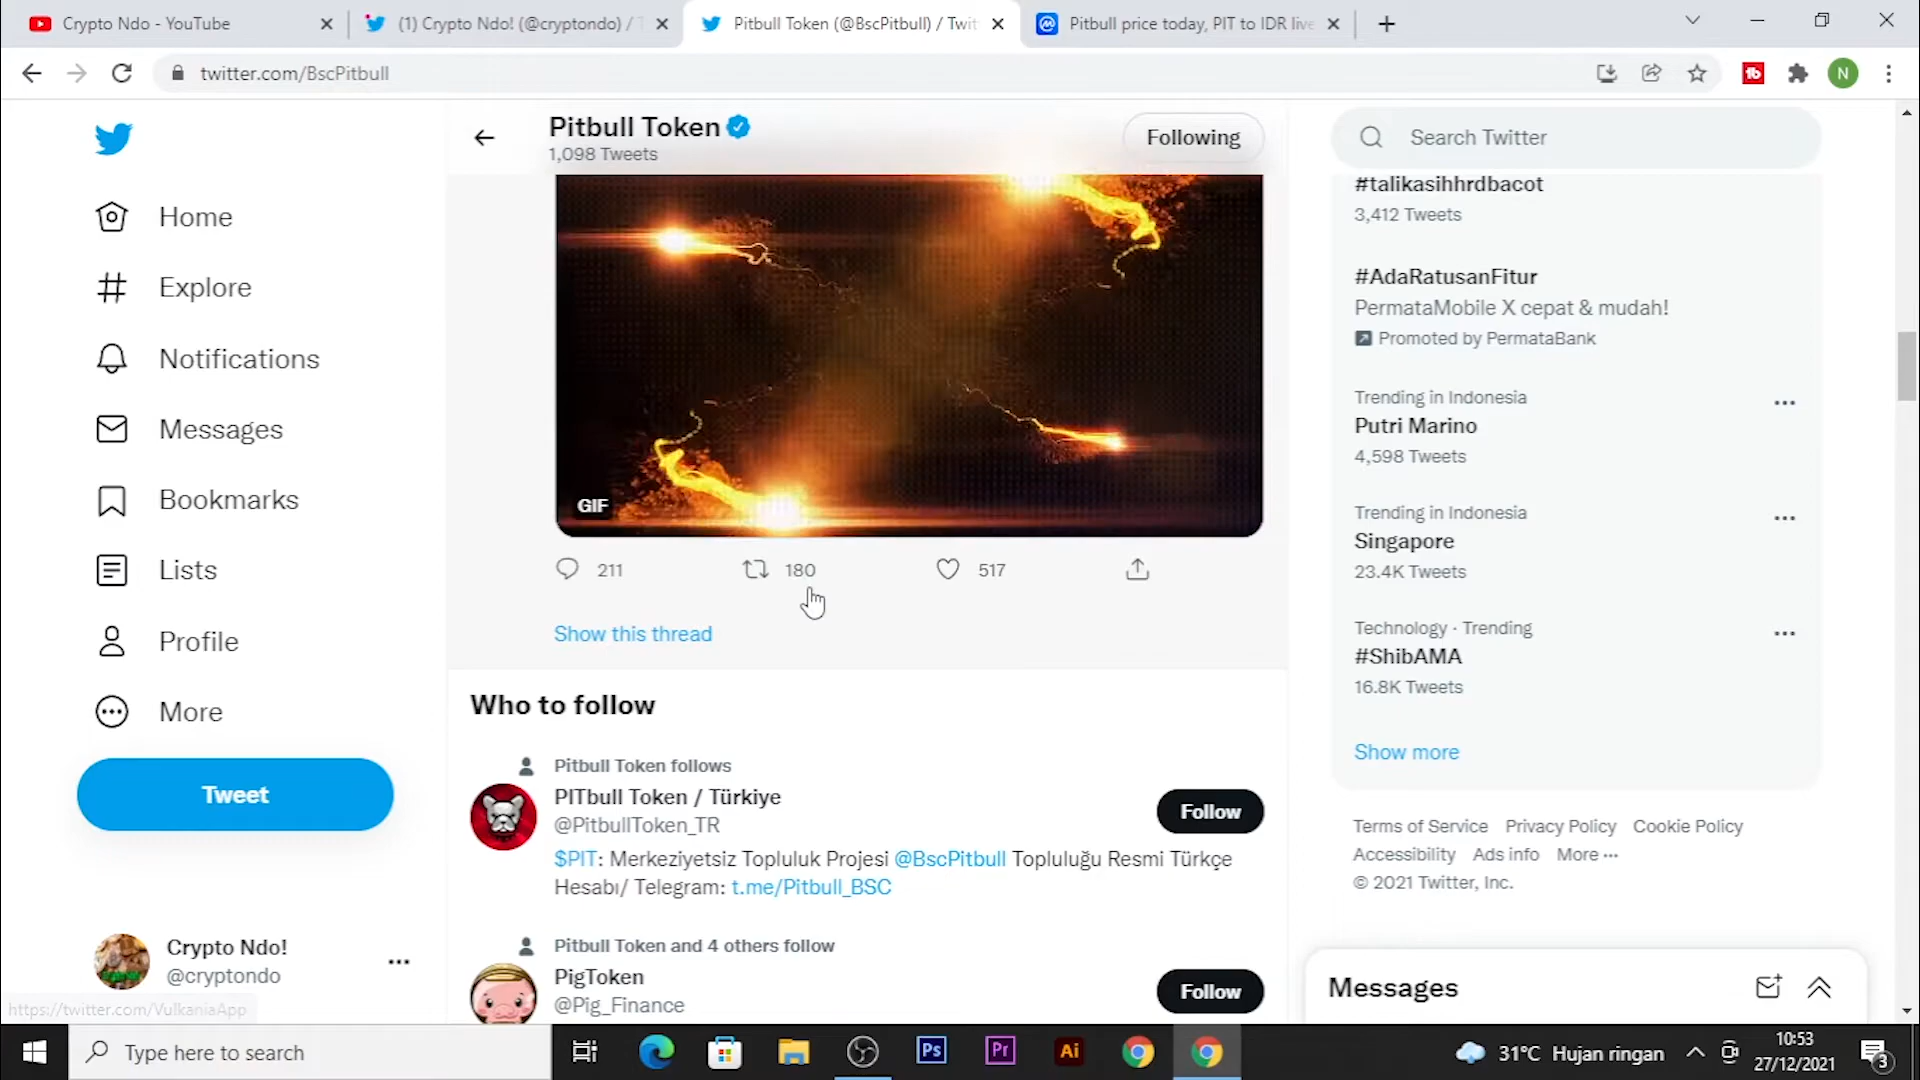 Crypto Ndo - YouTube
(1) Crypto Ndo! (@cryptondo) / T
Pitbull Token (@BscPitbull) / Twit
Pitbull price today, PIT to IDR live
twitter.com/BscPitbull
N
Home
Explore
Notifications
Messages
Bookmarks
Lists
Profile
More
Tweet
Crypto Ndo!
@cryptondo
https://twitter.com/VulkaniaApp
Pitbull Token
1,098 Tweets
Following
GIF
211
180
517
Show this thread
Who to follow
Pitbull Token follows
PITbull Token / Türkiye
@PitbullToken_TR
Follow
$PIT: Merkeziyetsiz Topluluk Projesi @BscPitbull Topluluğu Resmi Türkçe
Hesabı/ Telegram: t.me/Pitbull_BSC
Pitbull Token and 4 others follow
PigToken
@Pig_Finance
Follow
Search Twitter
#talikasihhrdbacot
3,412 Tweets
#AdaRatusanFitur
PermataMobile X cepat & mudah!
Promoted by PermataBank
Trending in Indonesia
Putri Marino
4,598 Tweets
Trending in Indonesia
Singapore
23.4K Tweets
Technology · Trending
#ShibAMA
16.8K Tweets
Show more
Terms of Service Privacy Policy Cookie Policy
Accessibility Ads info More ···
© 2021 Twitter, Inc.
Messages
Type here to search
Ps
Pr
Ai
31°C Hujan ringan
10:53
27/12/2021
3